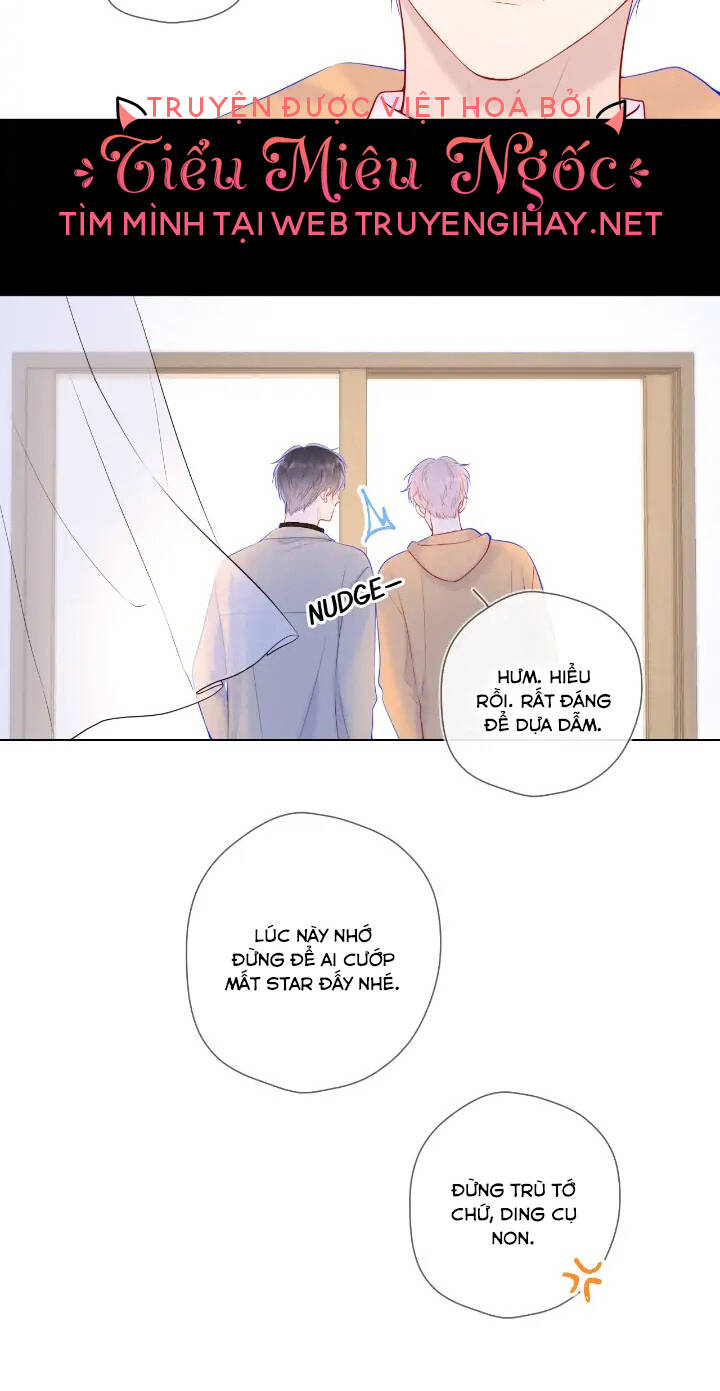 TRUYỆN ĐƯỢC VIỆT HOÁ BỞI
Tiểu Miêu Ngốc
TÌM MÌNH TẠI WEB TRUYENGIHAY.NET
NUDGE-
HƯM. HIỂU
RỒI. RẤT ĐÁNG
ĐỂ DỰA DẪM.
LÚC NÀY NHỚ
ĐỪNG ĐỂ AI CƯỚP
MẤT STAR ĐẤY NHÉ.
ĐỪNG TRÙ TỚ
CHỨ, DING CỤ
NON.